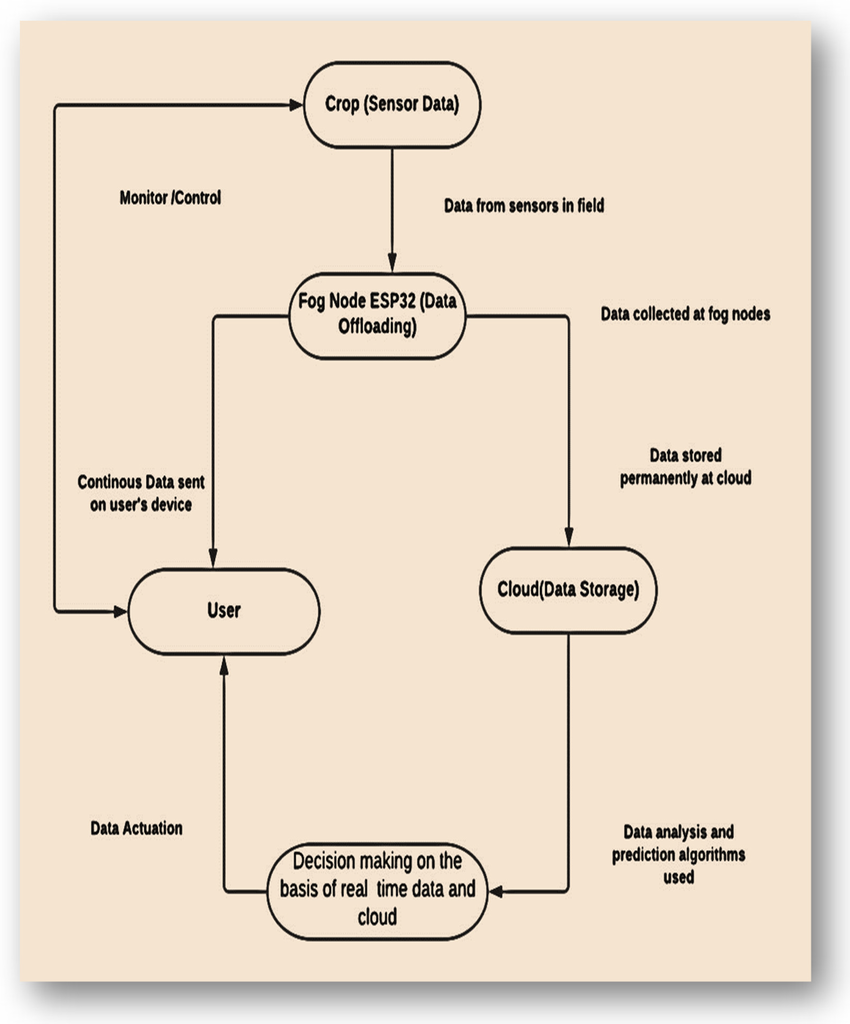 Crop (Sensor Data)
Monitor /Control
Data from sensors in field
Fog Node ESP32 (Data
Offloading)
Data collected at fog nodes
Data stored
permanently at cloud
Continous Data sent
on user's device
Cloud(Data Storage)
User
Data Actuation
Data analysis and
prediction algorithms
used
Decision making on the
basis of real time data and
cloud